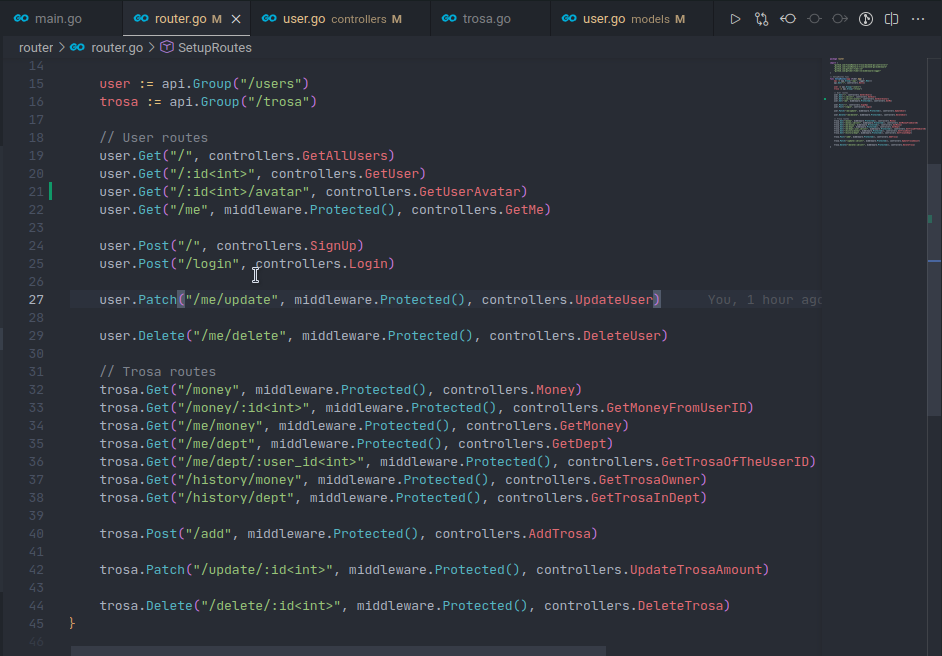 main.go
router.go M
user.go controllers M
trosa.go
user.go models M
router > router.go > SetupRoutes
14
15 user := api.Group("/users")
16 trosa := api.Group("/trosa")
17
18 // User routes
19 user.Get("/", controllers.GetAllUsers)
20 user.Get("/:id<int>", controllers.GetUser)
21 user.Get("/:id<int>/avatar", controllers.GetUserAvatar)
22 user.Get("/me", middleware.Protected(), controllers.GetMe)
23
24 user.Post("/", controllers.SignUp)
25 user.Post("/login", controllers.Login)
26
27 user.Patch("/me/update", middleware.Protected(), controllers.UpdateUser) You, 1 hour ago
28
29 user.Delete("/me/delete", middleware.Protected(), controllers.DeleteUser)
30
31 // Trosa routes
32 trosa.Get("/money", middleware.Protected(), controllers.Money)
33 trosa.Get("/money/:id<int>", middleware.Protected(), controllers.GetMoneyFromUserID)
34 trosa.Get("/me/money", middleware.Protected(), controllers.GetMoney)
35 trosa.Get("/me/dept", middleware.Protected(), controllers.GetDept)
36 trosa.Get("/me/dept/:user_id<int>", middleware.Protected(), controllers.GetTrosaOfTheUserID)
37 trosa.Get("/history/money", middleware.Protected(), controllers.GetTrosaOwner)
38 trosa.Get("/history/dept", middleware.Protected(), controllers.GetTrosaInDept)
39
40 trosa.Post("/add", middleware.Protected(), controllers.AddTrosa)
41
42 trosa.Patch("/update/:id<int>", middleware.Protected(), controllers.UpdateTrosaAmount)
43
44 trosa.Delete("/delete/:id<int>", middleware.Protected(), controllers.DeleteTrosa)
45 }
46